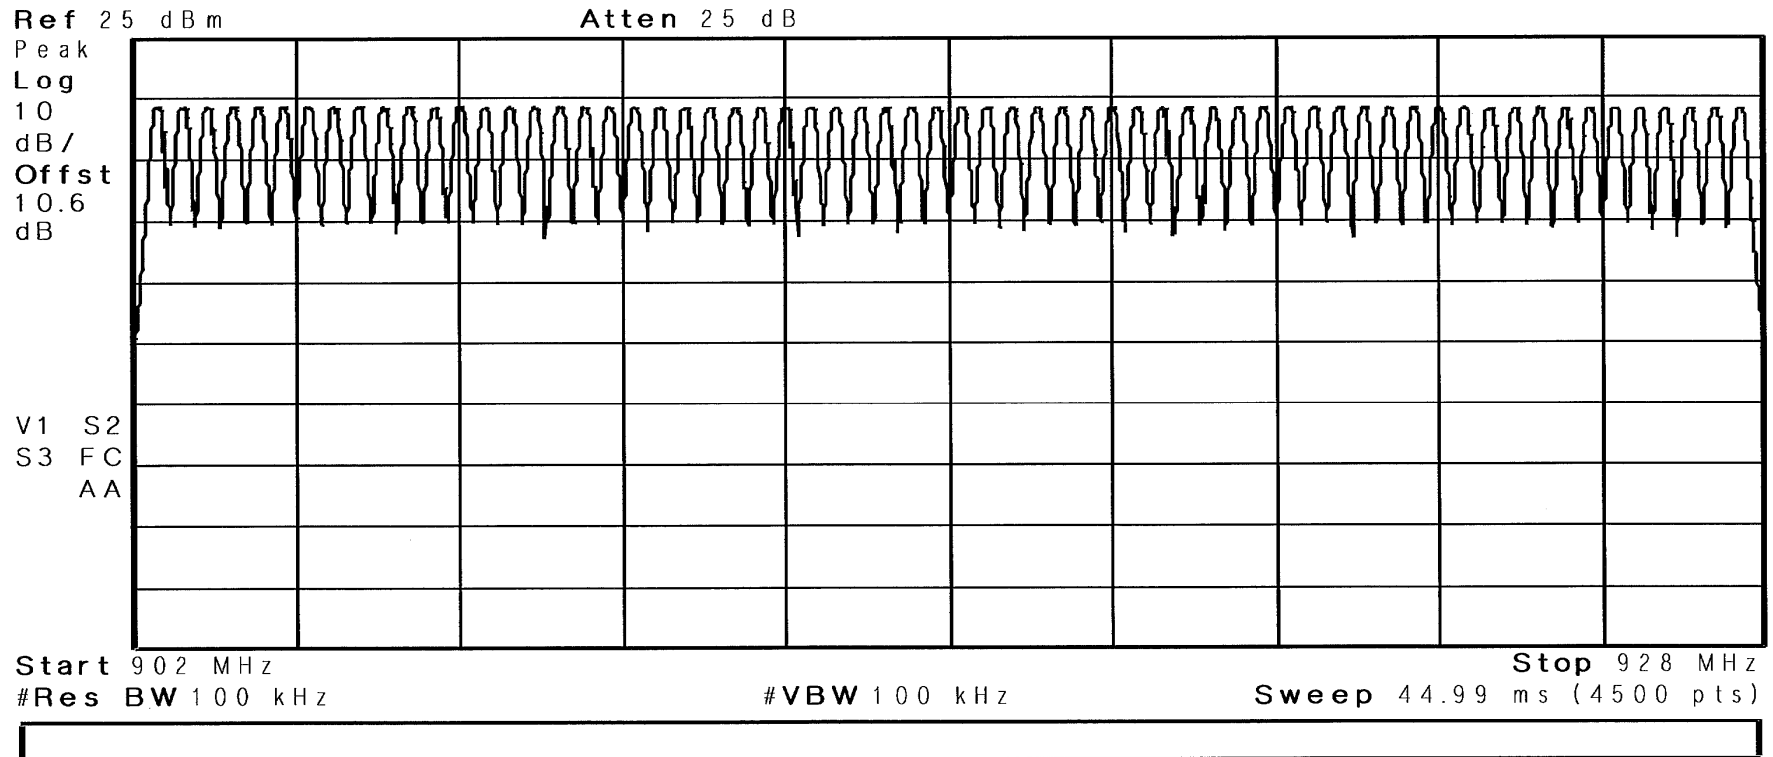 Ref 25 dBm Atten 25 dB
Peak
Log
10
dB/
Offst
10.6
dB
V1 S2
S3 FC
AA
Start 902 MHz Stop 928 MHz
#Res BW 100 kHz #VBW 100 kHz Sweep 44.99 ms (4500 pts)